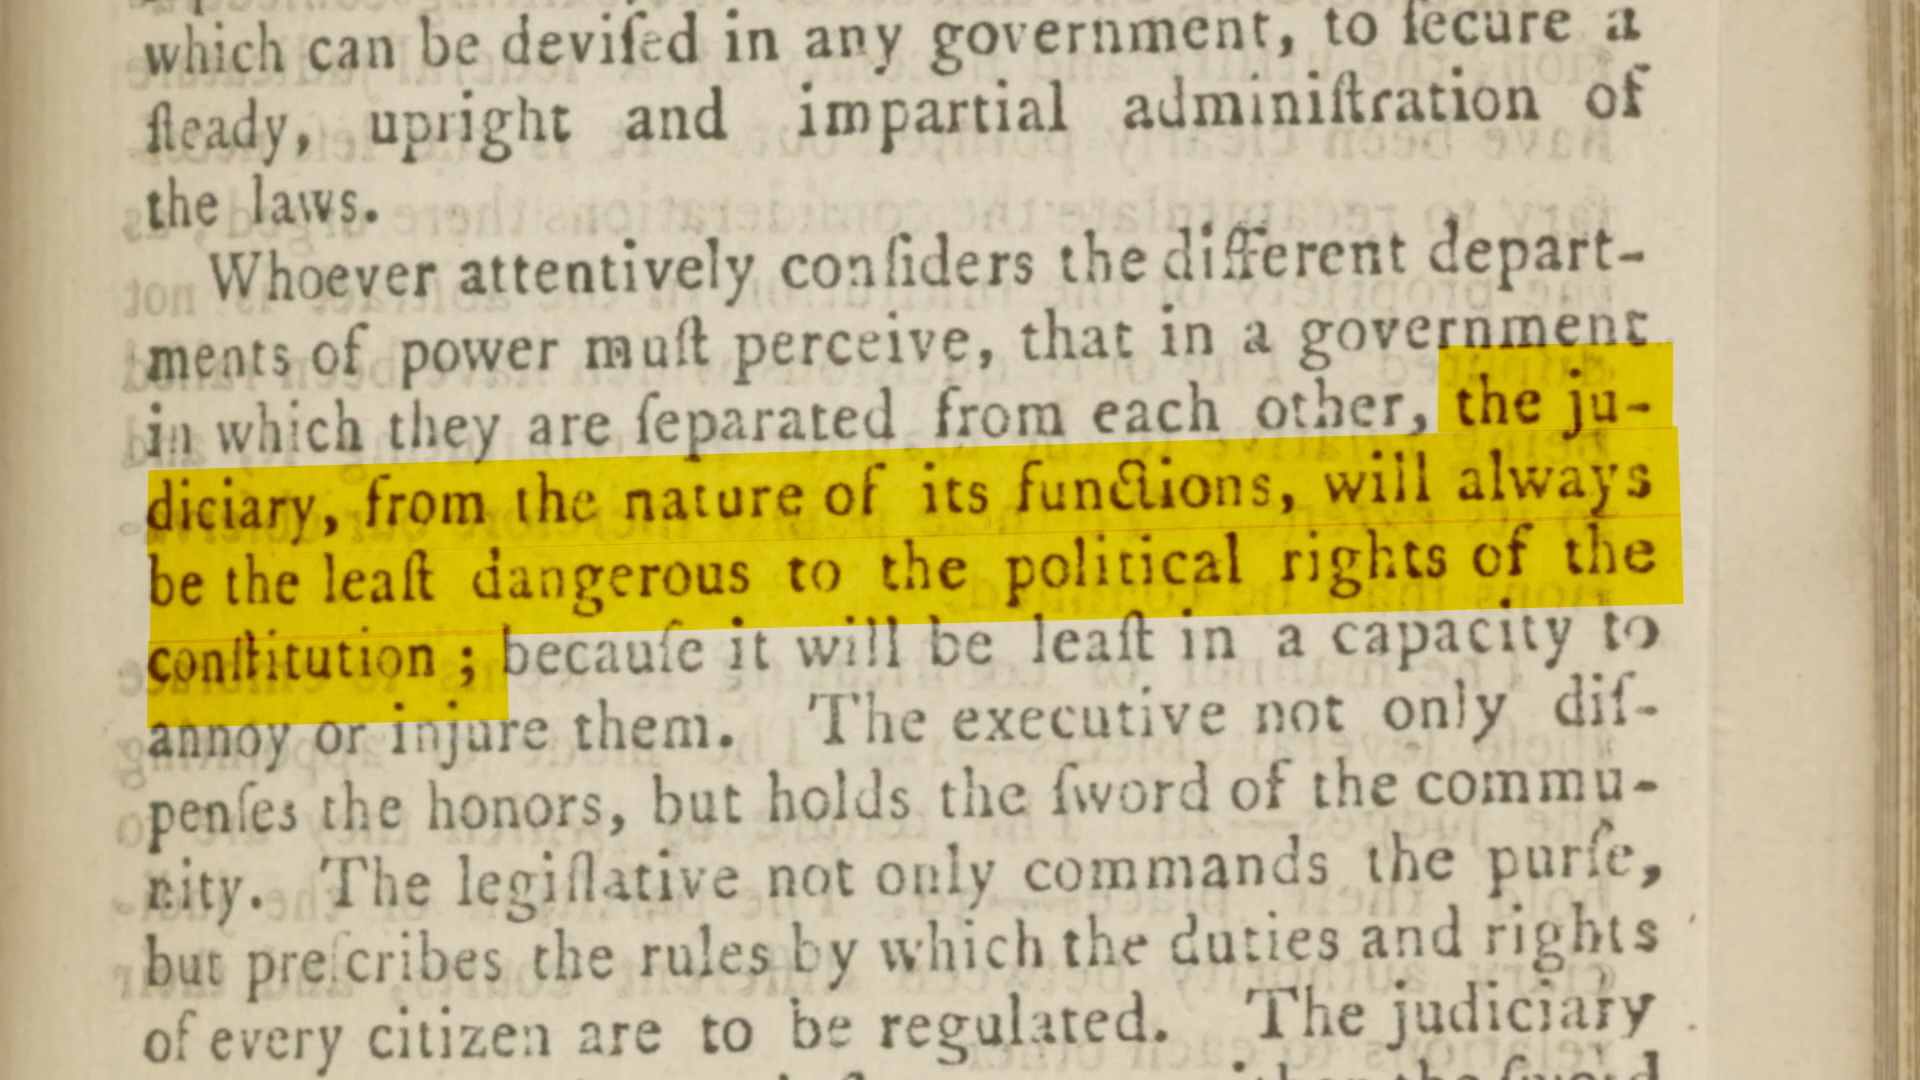 which can be deviſed in any government, to ſecure a
ſteady, upright and impartial adminiſtration of
the laws.
Whoever attentively conſiders the different depart-
ments of power muſt perceive, that in a government
in which they are ſeparated from each other, the ju-
diciary, from the nature of its functions, will always
be the leaſt dangerous to the political rights of the
conſtitution ; becauſe it will be leaſt in a capacity to
annoy or injure them. The executive not only diſ-
penſes the honors, but holds the ſword of the commu-
nity. The legiſlative not only commands the purſe,
but preſcribes the rules by which the duties and rights
of every citizen are to be regulated. The judiciary
the ſword